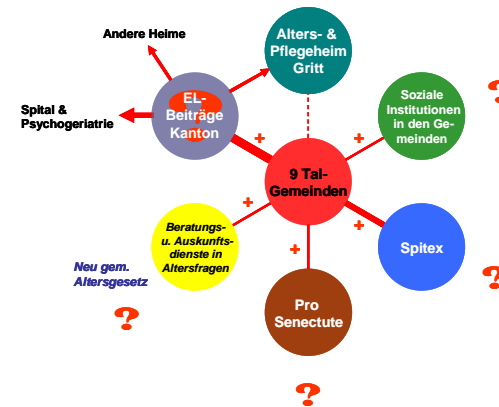 Andere Heime
Alters- &
Pflegeheim
Gritt
EL-
Beiträge
Kanton
?
Spital &
Psychogeriatrie
Soziale
Institutionen
in den Ge-
meinden
?
+
+
9 Tal-
Gemeinden
+
+
+
Beratungs-
u. Auskunfts-
dienste in
Altersfragen
Spitex
?
Neu gem.
Altersgesetz
?
Pro
Senectute
?